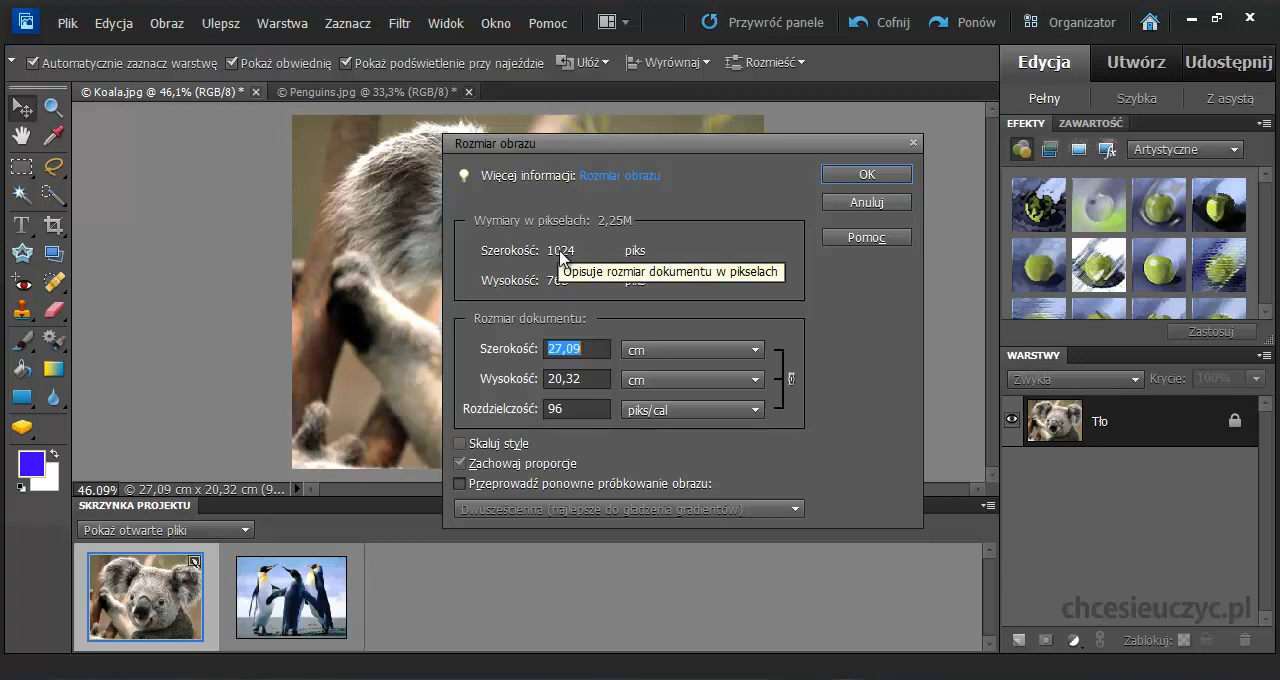 Plik Edycja Obraz Ulepsz Warstwa Zaznacz Filtr Widok Okno Pomoc Przywróć panele Cofnij Ponów Organizator
Automatycznie zaznacz warstwę Pokaż obwiednię Pokaż podświetlenie przy najeździe Ułóż Wyrównaj Rozmieść
Edycja Utwórz Udostępnij
© Koala.jpg @ 46,1% (RGB/8) * © Penguins.jpg @ 33,3% (RGB/8) *
Pełny Szybka Z asystą
EFEKTY ZAWARTOŚĆ
Artystyczne
Zastosuj
WARSTWY
Zwykła Krycie: 100%
Tło
Zablokuj:
Rozmiar obrazu
Więcej informacji: Rozmiar obrazu
OK
Anuluj
Pomoc
Wymiary w pikselach: 2,25M
Szerokość: 1024 piks
Opisuje rozmiar dokumentu w pikselach
Wysokość: piks
Rozmiar dokumentu:
Szerokość: 27,09 cm
Wysokość: 20,32 cm
Rozdzielczość: 96 piks/cal
Skaluj style
Zachowaj proporcje
Przeprowadź ponowne próbkowanie obrazu:
Dwusześcienna (najlepsze do gładzenia gradientów)
46.09% © 27,09 cm x 20,32 cm (9...
SKRZYNKA PROJEKTU
Pokaż otwarte pliki
chcesieuczyc.pl